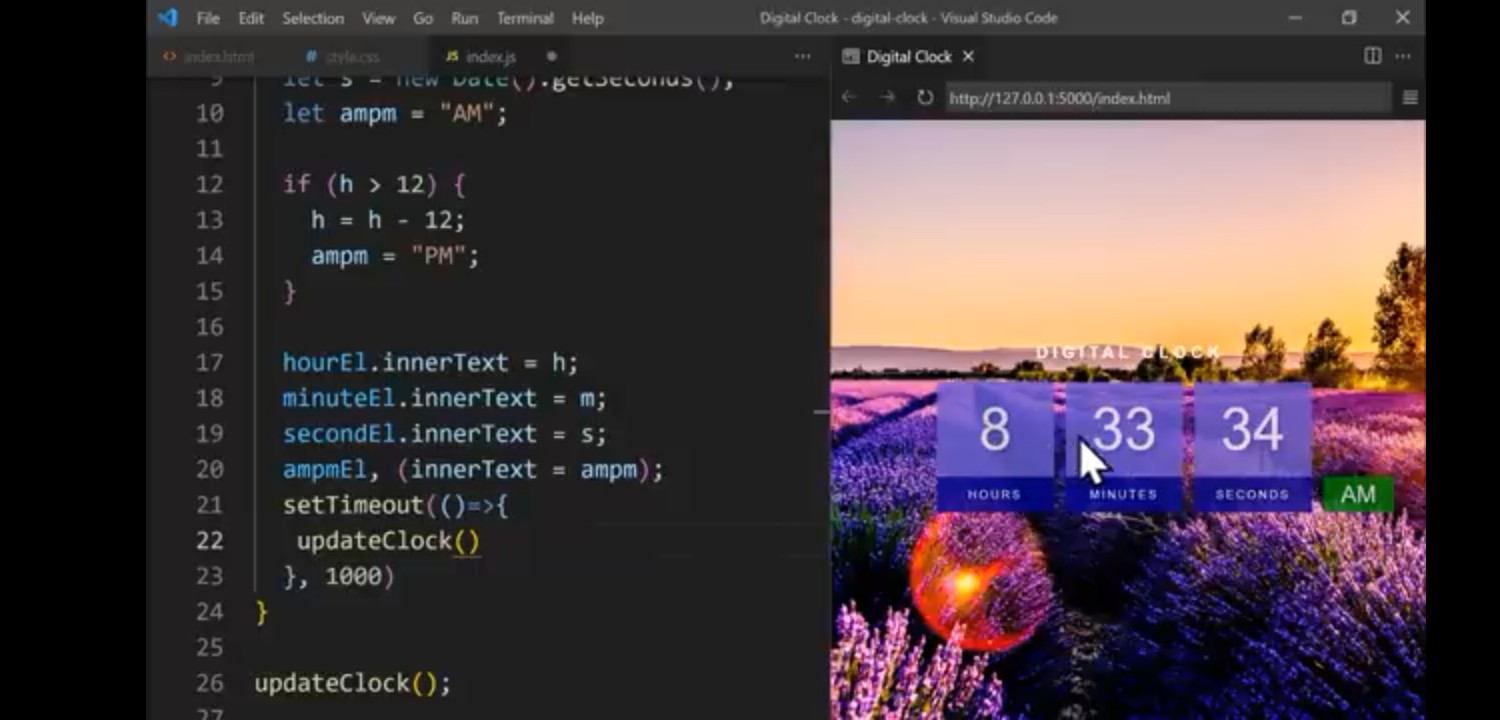 File Edit Selection View Go Run Terminal Help
Digital Clock - digital-clock - Visual Studio Code
index.html
style.css
JS index.js
9 let s = new Date().getSeconds();
10 let ampm = "AM";
11
12 if (h > 12) {
13 h = h - 12;
14 ampm = "PM";
15 }
16
17 hourEl.innerText = h;
18 minuteEl.innerText = m;
19 secondEl.innerText = s;
20 ampmEl, (innerText = ampm);
21 setTimeout(()=>{
22 updateClock()
23 }, 1000)
24 }
25
26 updateClock();
27
Digital Clock
http://127.0.0.1:5000/index.html
DIGITAL CLOCK
8 33 34
HOURS MINUTES SECONDS AM